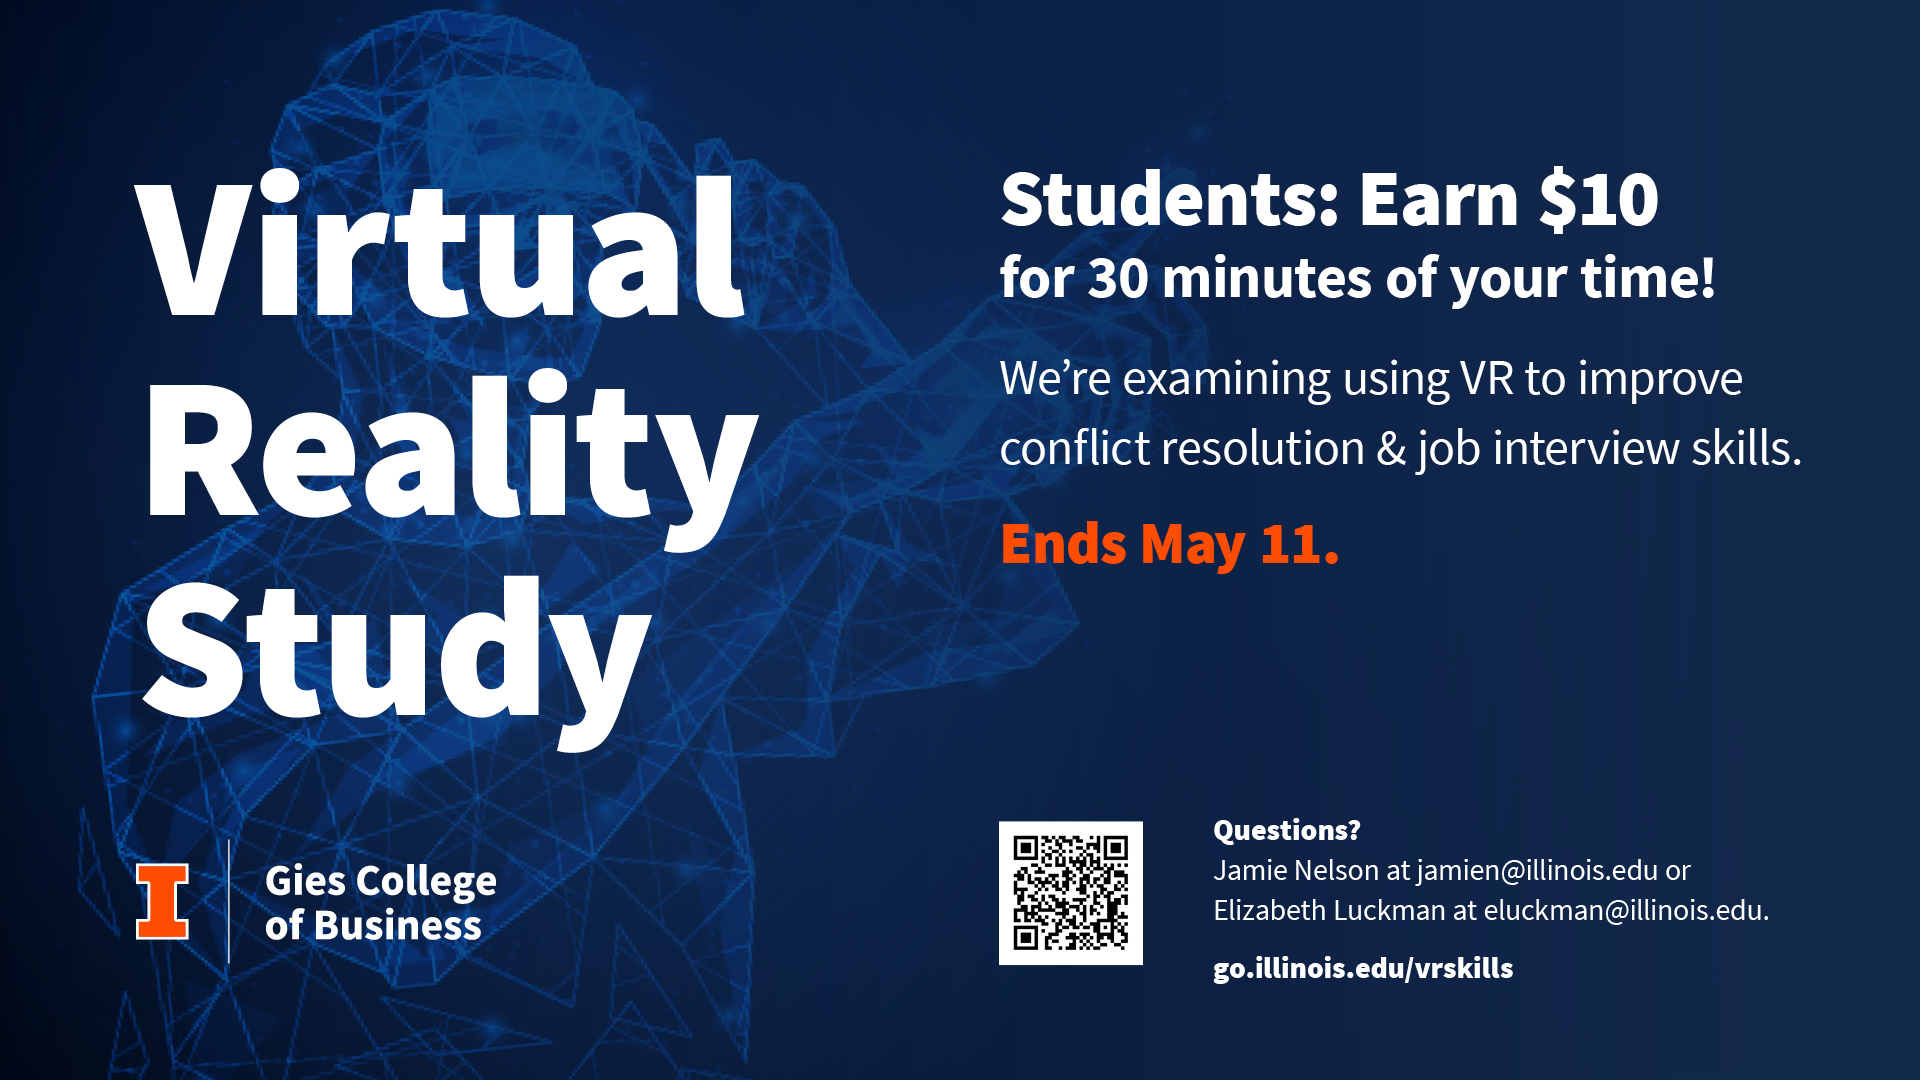 Virtual
Reality
Study
Students: Earn $10
for 30 minutes of your time!
We’re examining using VR to improve
conflict resolution & job interview skills.
Ends May 11.
I
Gies College
of Business
Questions?
Jamie Nelson at jamien@illinois.edu or
Elizabeth Luckman at eluckman@illinois.edu.
go.illinois.edu/vrskills